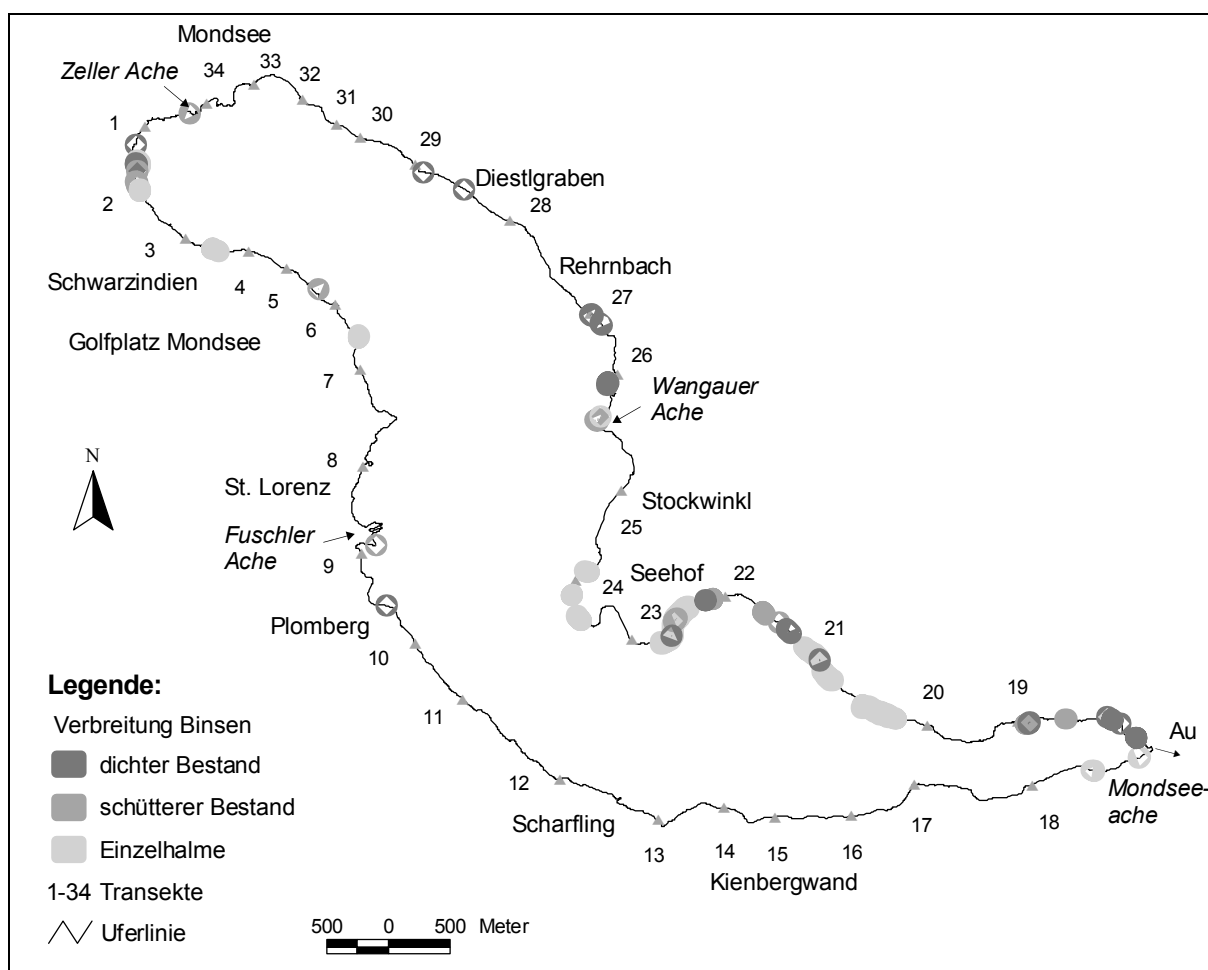 Mondsee
Zeller Ache
34
33
32
31
30
29
Diestlgraben
28
1
2
3
Schwarzindien
4
5
6
Golfplatz Mondsee
7
Rehrnbach
27
26
Wangauer
Ache
N
8
St. Lorenz
Stockwinkl
25
Fuschler
Ache
9
Seehof
24
23
22
21
20
19
Au
Plomberg
10
11
12
Scharfling
13
14
15
16
17
18
Mondsee-
ache
Kienbergwand
Legende:
Verbreitung Binsen
dichter Bestand
schütterer Bestand
Einzelhalme
1-34 Transekte
Uferlinie
500 0 500 Meter